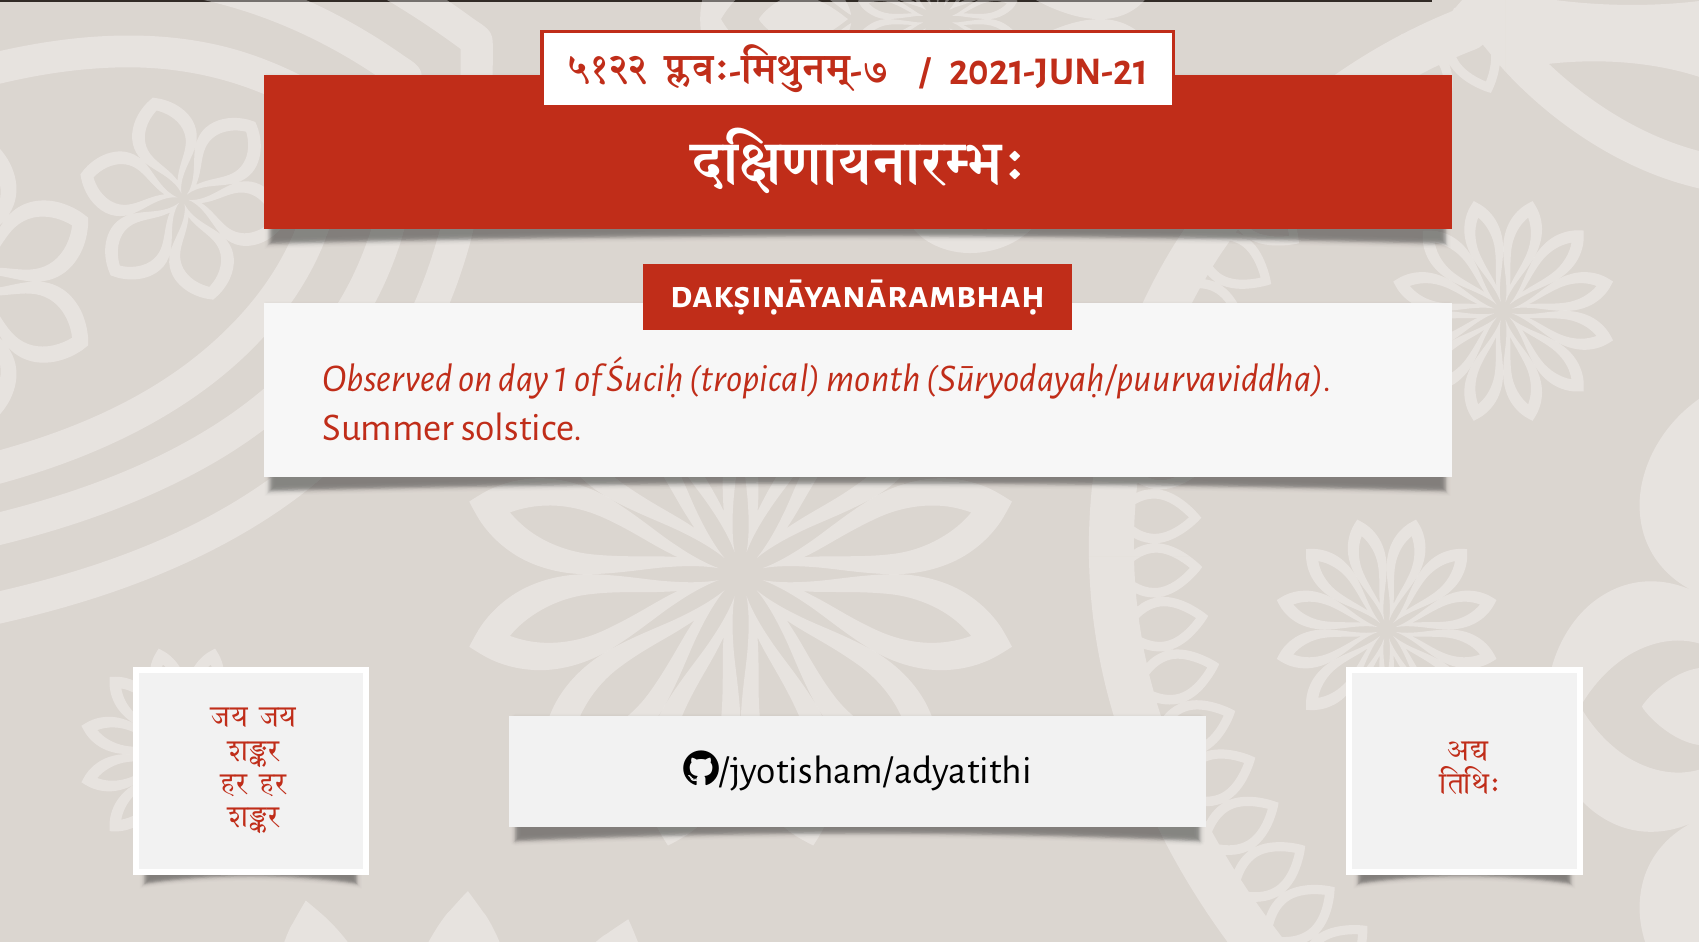 ५१२२ प्लवः-मिथुनम्-७ / 2021-JUN-21
दक्षिणायनारम्भः
DAKṢIṆĀYANĀRAMBHAḤ
Observed on day 1 of Śuciḥ (tropical) month (Sūryodayaḥ/puurvaviddha).
Summer solstice.
जय जय
शङ्कर
हर हर
शङ्कर
/jyotisham/adyatithi
अद्य
तिथिः